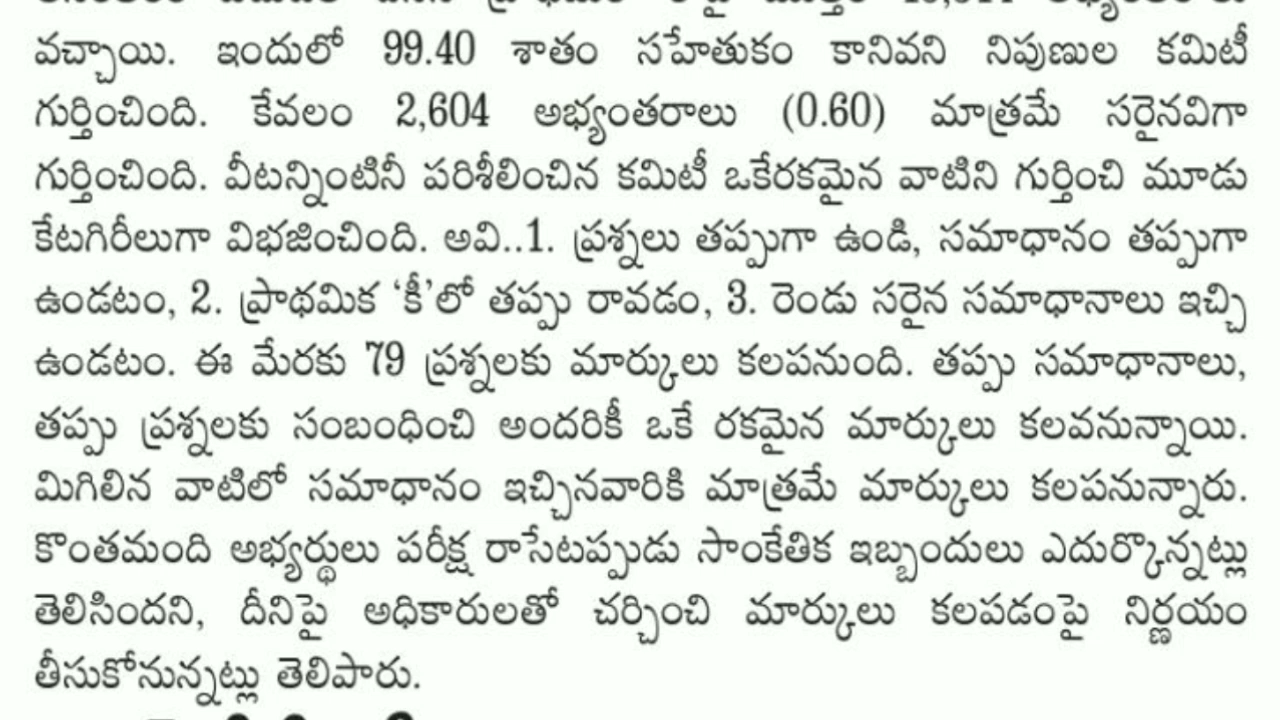 వచ్చాయి. ఇందులో 99.40 శాతం సహేతుకం కానివని నిపుణుల కమిటీ
గుర్తించింది. కేవలం 2,604 అభ్యంతరాలు (0.60) మాత్రమే సరైనవిగా
గుర్తించింది. వీటన్నింటినీ పరిశీలించిన కమిటీ ఒకేరకమైన వాటిని గుర్తించి మూడు
కేటగిరీలుగా విభజించింది. అవి..1. ప్రశ్నలు తప్పుగా ఉండి, సమాధానం తప్పుగా
ఉండటం, 2. ప్రాథమిక ‘కీ’లో తప్పు రావడం, 3. రెండు సరైన సమాధానాలు ఇచ్చి
ఉండటం. ఈ మేరకు 79 ప్రశ్నలకు మార్కులు కలపనుంది. తప్పు సమాధానాలు,
తప్పు ప్రశ్నలకు సంబంధించి అందరికీ ఒకే రకమైన మార్కులు కలవనున్నాయి.
మిగిలిన వాటిలో సమాధానం ఇచ్చినవారికి మాత్రమే మార్కులు కలపనున్నారు.
కొంతమంది అభ్యర్థులు పరీక్ష రాసేటప్పుడు సాంకేతిక ఇబ్బందులు ఎదుర్కొన్నట్లు
తెలిసిందని, దీనిపై అధికారులతో చర్చించి మార్కులు కలపడంపై నిర్ణయం
తీసుకోనున్నట్లు తెలిపారు.